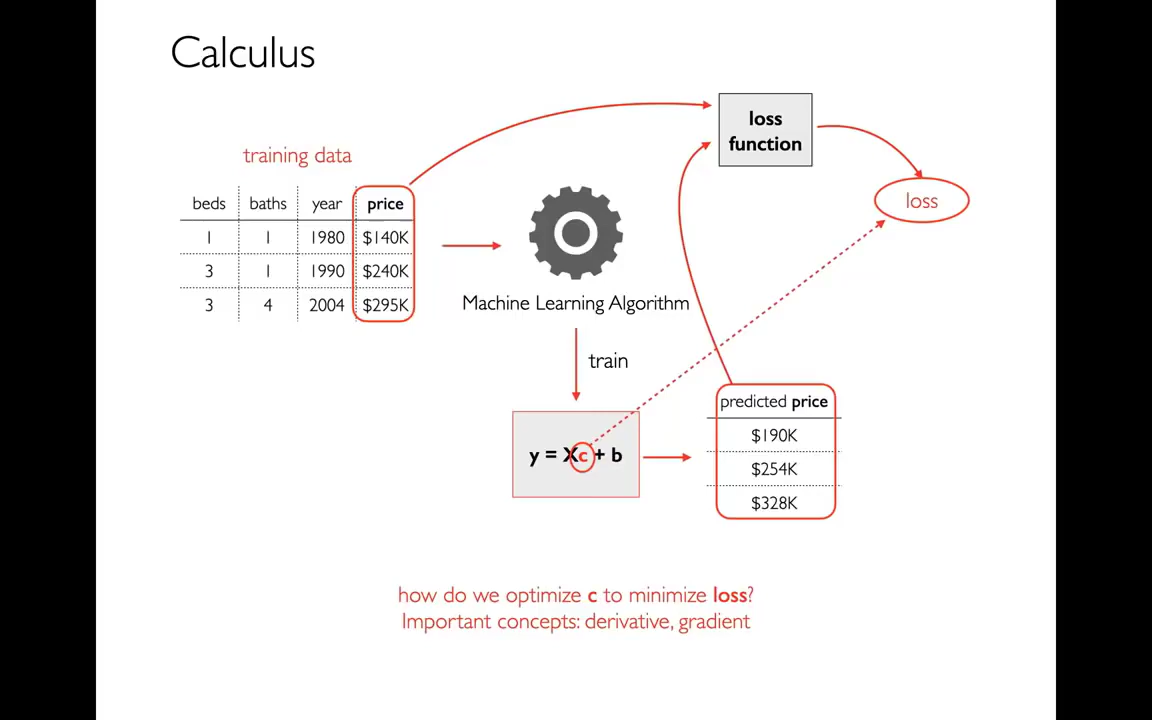 Calculus
loss
function
training data
beds baths year price
1 1 1980 $140K
3 1 1990 $240K
3 4 2004 $295K
loss
Machine Learning Algorithm
train
y = Xc + b
predicted price
$190K
$254K
$328K
how do we optimize c to minimize loss?
Important concepts: derivative, gradient